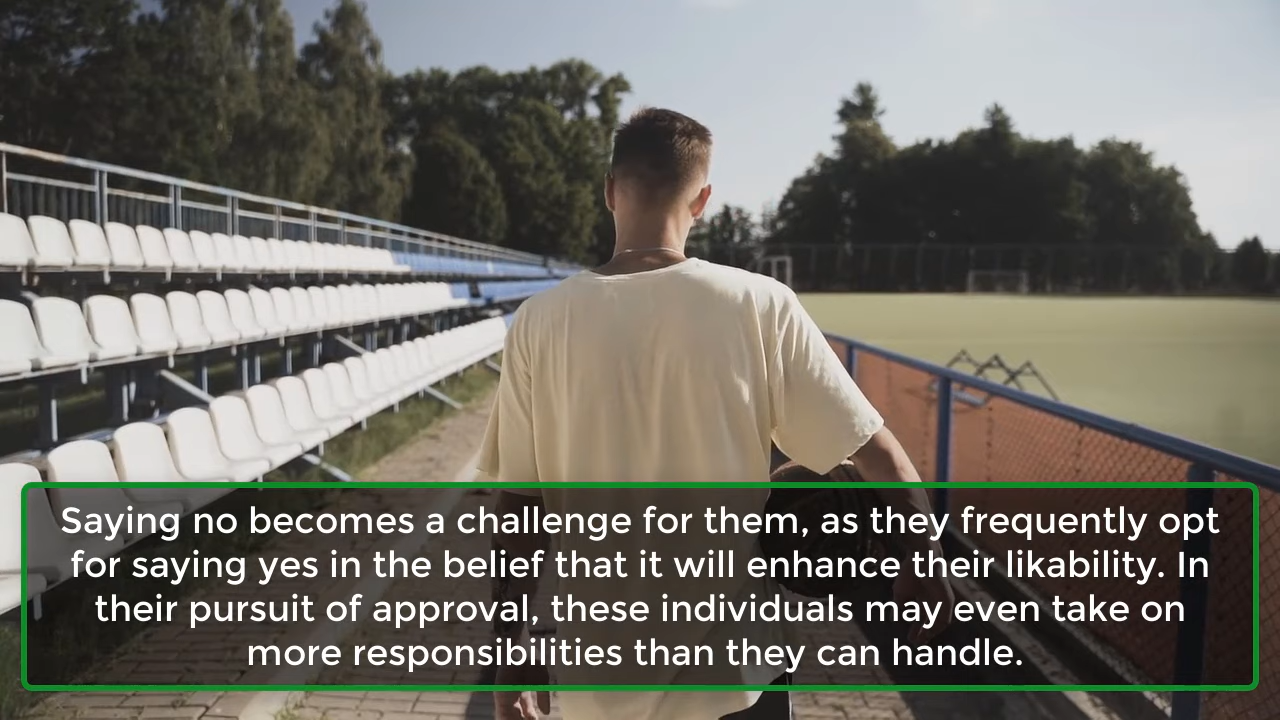 Saying no becomes a challenge for them, as they frequently opt
for saying yes in the belief that it will enhance their likability. In
their pursuit of approval, these individuals may even take on
more responsibilities than they can handle.